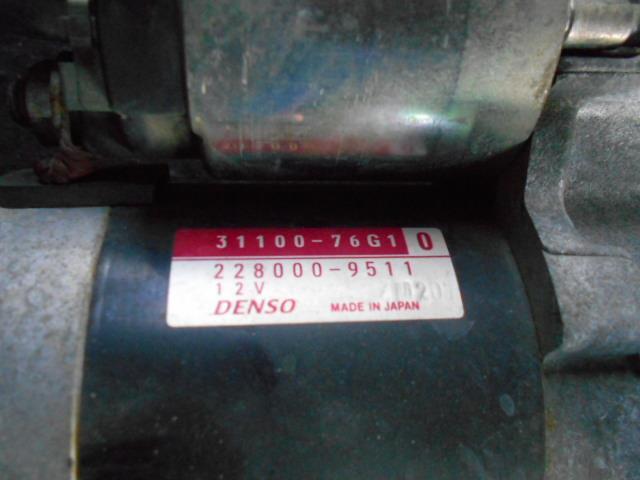 31100-76G1 0
228000-9511
12V
DENSO MADE IN JAPAN